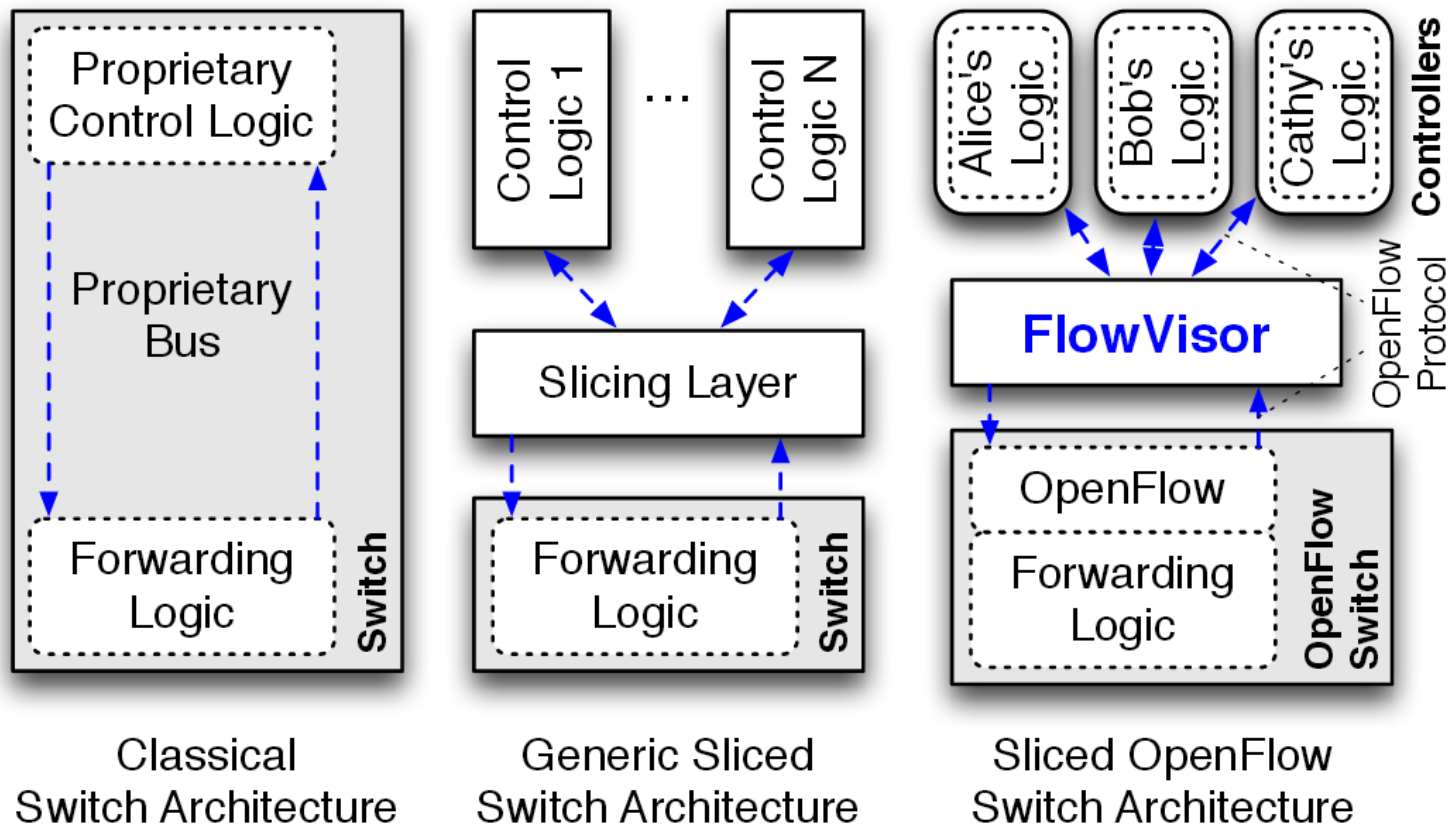 Proprietary
Control Logic
Proprietary
Bus
Forwarding
Logic
Switch
Classical
Switch Architecture
Control
Logic 1
...
Control
Logic N
Slicing Layer
Forwarding
Logic
Switch
Generic Sliced
Switch Architecture
Alice's
Logic
Bob's
Logic
Cathy's
Logic
Controllers
FlowVisor
OpenFlow
Protocol
OpenFlow
Forwarding
Logic
OpenFlow
Switch
Sliced OpenFlow
Switch Architecture